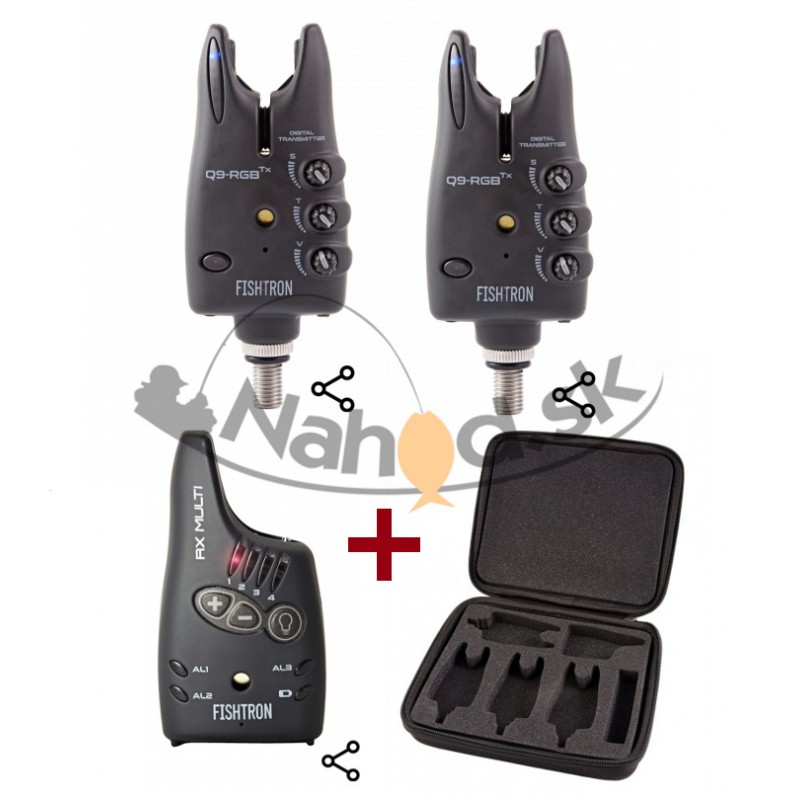 DIGITAL
TRANSMITTER
S
Q9-RGB Tx
T
V
FISHTRON
DIGITAL
TRANSMITTER
S
Q9-RGB Tx
T
V
FISHTRON
Nahod.sk
RX MULTI
1 2 3 4
+ -
AL1 AL3
AL2
FISHTRON
+